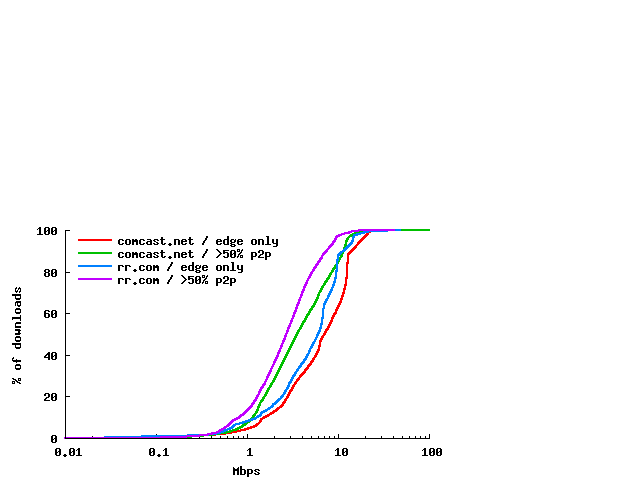 100
80
60
40
20
0
% of downloads
comcast.net / edge only
comcast.net / >50% p2p
rr.com / edge only
rr.com / >50% p2p
0.01 0.1 1 10 100
Mbps